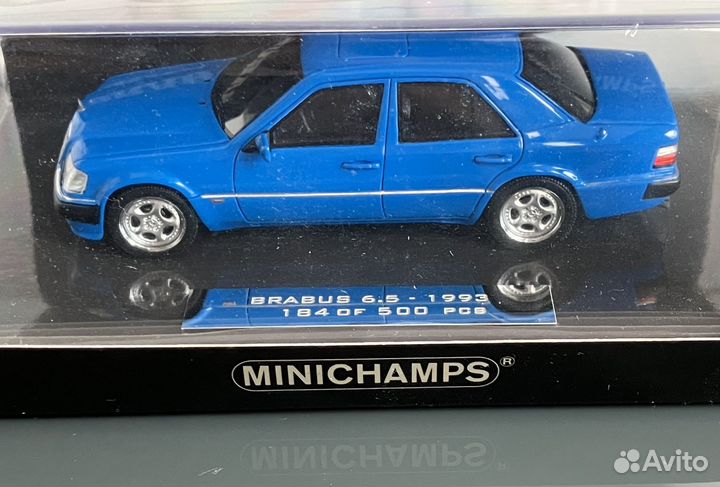 BRABUS 6.5 - 1993
184 OF 500 PCS
MINICHAMPS®
MINICHAMPS®
Avito